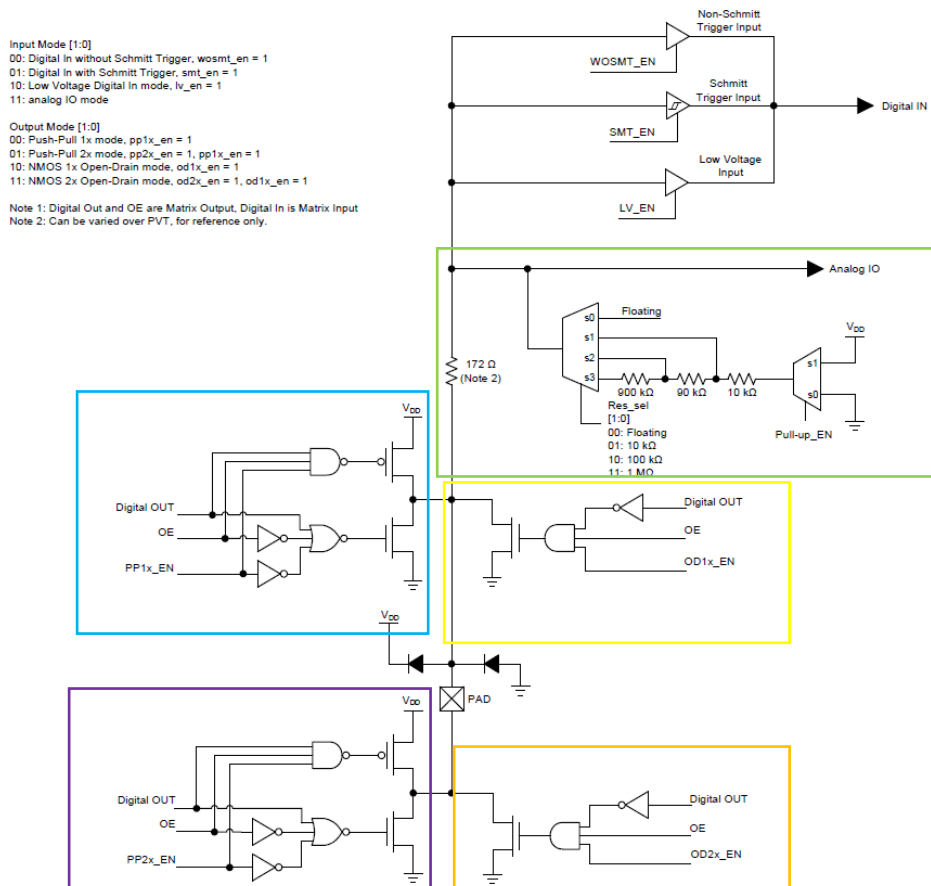 Input Mode [1:0]
00: Digital In without Schmitt Trigger, wosmt_en = 1
01: Digital In with Schmitt Trigger, smt_en = 1
10: Low Voltage Digital In mode, lv_en = 1
11: analog IO mode
Output Mode [1:0]
00: Push-Pull 1x mode, pp1x_en = 1
01: Push-Pull 2x mode, pp2x_en = 1, pp1x_en = 1
10: NMOS 1x Open-Drain mode, od1x_en = 1
11: NMOS 2x Open-Drain mode, od2x_en = 1, od1x_en = 1
Note 1: Digital Out and OE are Matrix Output, Digital In is Matrix Input
Note 2: Can be varied over PVT, for reference only.
Non-Schmitt
Trigger Input
WOSMT_EN
Schmitt
Trigger Input
SMT_EN
Digital IN
Low Voltage
Input
LV_EN
Analog IO
Floating
s0
s1
s2
s3
VDD
s1
s0
172 Ω
(Note 2)
900 kΩ
90 kΩ
10 kΩ
Res_sel
[1:0]
00: Floating
01: 10 kΩ
10: 100 kΩ
11: 1 MΩ
Pull-up_EN
VDD
Digital OUT
OE
PP1x_EN
Digital OUT
OE
OD1x_EN
VDD
PAD
VDD
Digital OUT
OE
PP2x_EN
Digital OUT
OE
OD2x_EN